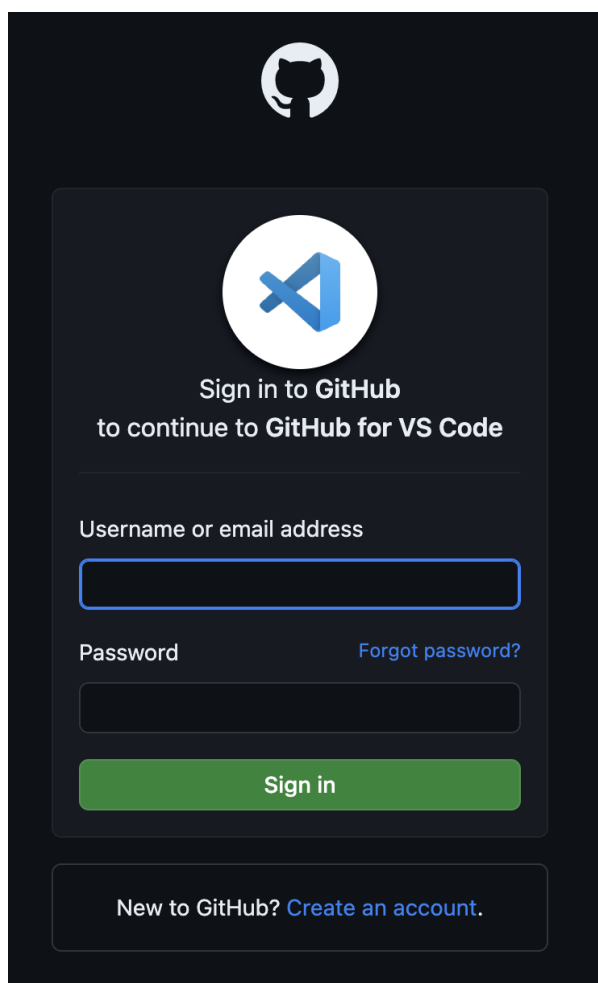 Sign in to GitHub
to continue to GitHub for VS Code
Username or email address
Password Forgot password?
Sign in
New to GitHub? Create an account.